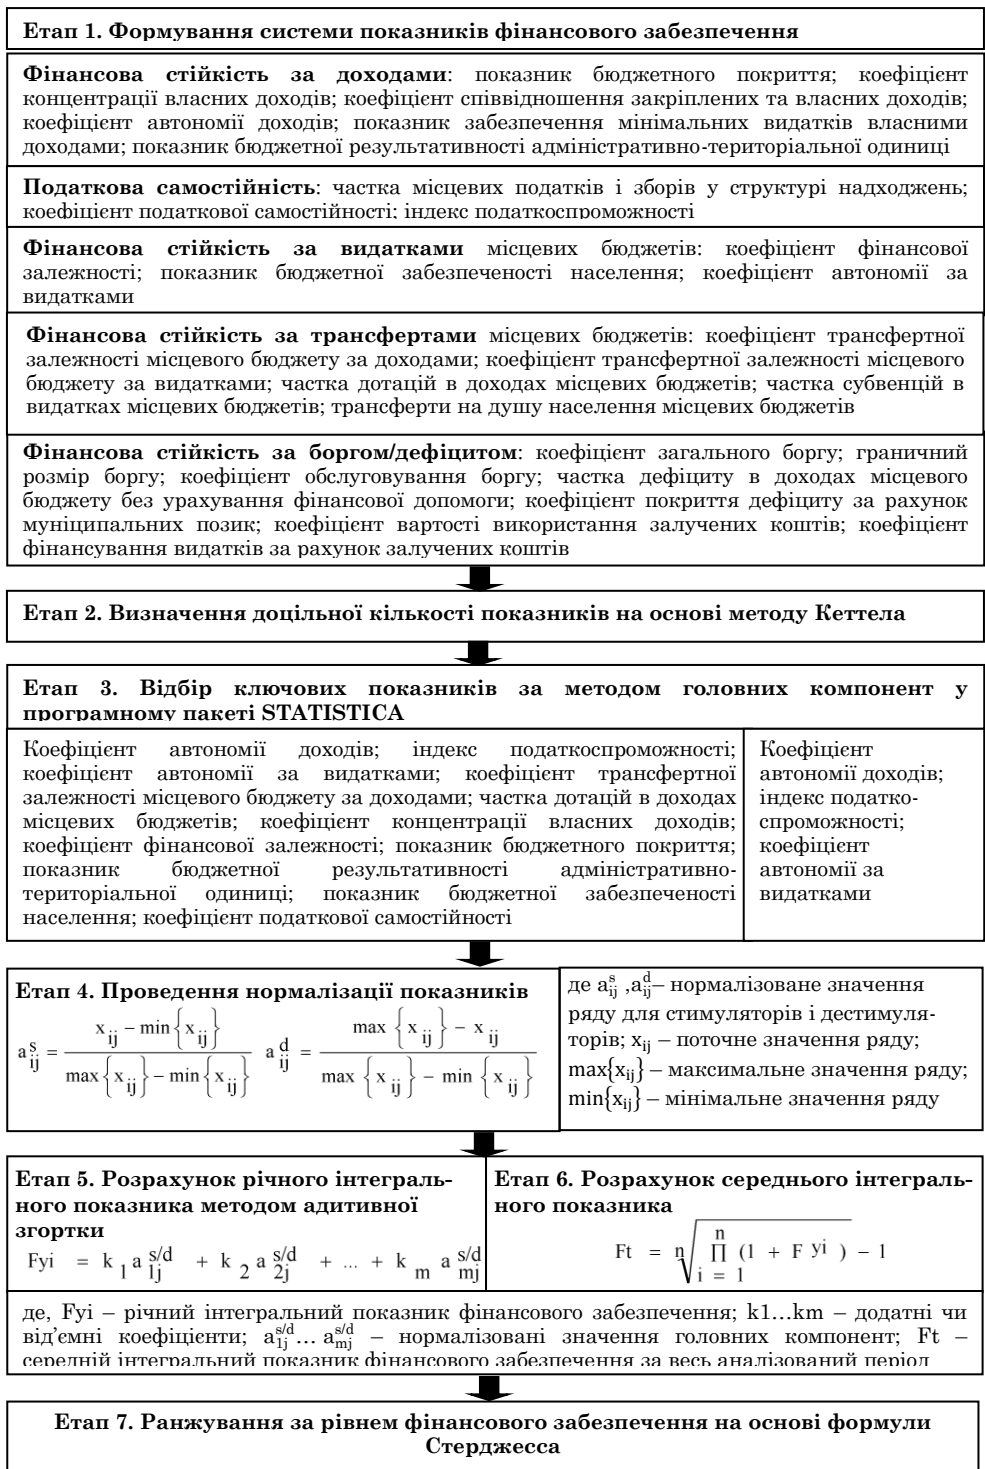 Етап 1. Формування системи показників фінансового забезпечення
Фінансова стійкість за доходами: показник бюджетного покриття; коефіцієнт
концентрації власних доходів; коефіцієнт співвідношення закріплених та власних доходів;
коефіцієнт автономії доходів; показник забезпечення мінімальних видатків власними
доходами; показник бюджетної результативності адміністративно-територіальної одиниці
Податкова самостійність: частка місцевих податків і зборів у структурі надходжень;
коефіцієнт податкової самостійності; індекс податкоспроможності
Фінансова стійкість за видатками місцевих бюджетів: коефіцієнт фінансової
залежності; показник бюджетної забезпеченості населення; коефіцієнт автономії за
видатками
Фінансова стійкість за трансфертами місцевих бюджетів: коефіцієнт трансфертної
залежності місцевого бюджету за доходами; коефіцієнт трансфертної залежності місцевого
бюджету за видатками; частка дотацій в доходах місцевих бюджетів; частка субвенцій в
видатках місцевих бюджетів; трансферти на душу населення місцевих бюджетів
Фінансова стійкість за боргом/дефіцитом: коефіцієнт загального боргу; граничний
розмір боргу; коефіцієнт обслуговування боргу; частка дефіциту в доходах місцевого
бюджету без урахування фінансової допомоги; коефіцієнт покриття дефіциту за рахунок
муніципальних позик; коефіцієнт вартості використання залучених коштів; коефіцієнт
фінансування видатків за рахунок залучених коштів
Етап 2. Визначення доцільної кількості показників на основі методу Кеттела
Етап 3. Відбір ключових показників за методом головних компонент у
програмному пакеті STATISTICA
Коефіцієнт автономії доходів; індекс податкоспроможності;
коефіцієнт автономії за видатками; коефіцієнт трансфертної
залежності місцевого бюджету за доходами; частка дотацій в доходах
місцевих бюджетів; коефіцієнт концентрації власних доходів;
коефіцієнт фінансової залежності; показник бюджетного покриття;
показник бюджетної результативності адміністративно-
територіальної одиниці; показник бюджетної забезпеченості
населення; коефіцієнт податкової самостійності
Коефіцієнт
автономії доходів;
індекс податко-
спроможності;
коефіцієнт
автономії за
видатками
Етап 4. Проведення нормалізації показників
a^s_ij = (x_ij − min{x_ij}) / (max{x_ij} − min{x_ij}) a^d_ij = (max{x_ij} − x_ij) / (max{x_ij} − min{x_ij})
де a^s_ij ,a^d_ij– нормалізоване значення
ряду для стимуляторів і дестимуля-
торів; x_ij – поточне значення ряду;
max{x_ij} – максимальне значення ряду;
min{x_ij} – мінімальне значення ряду
Етап 5. Розрахунок річного інтеграль-
ного показника методом адитивної
згортки
Fyi = k_1 a^s/d_1j + k_2 a^s/d_2j + ... + k_m a^s/d_mj
Етап 6. Розрахунок середнього інтеграль-
ного показника
Ft = n√(∏^n_i = 1 (1 + F^yi)) − 1
де, Fyi – річний інтегральний показник фінансового забезпечення; k1…km – додатні чи
від'ємні коефіцієнти; a^s/d_1j… a^s/d_mj – нормалізовані значення головних компонент; Ft –
середній інтегральний показник фінансового забезпечення за весь аналізований період
Етап 7. Ранжування за рівнем фінансового забезпечення на основі формули
Стерджесса